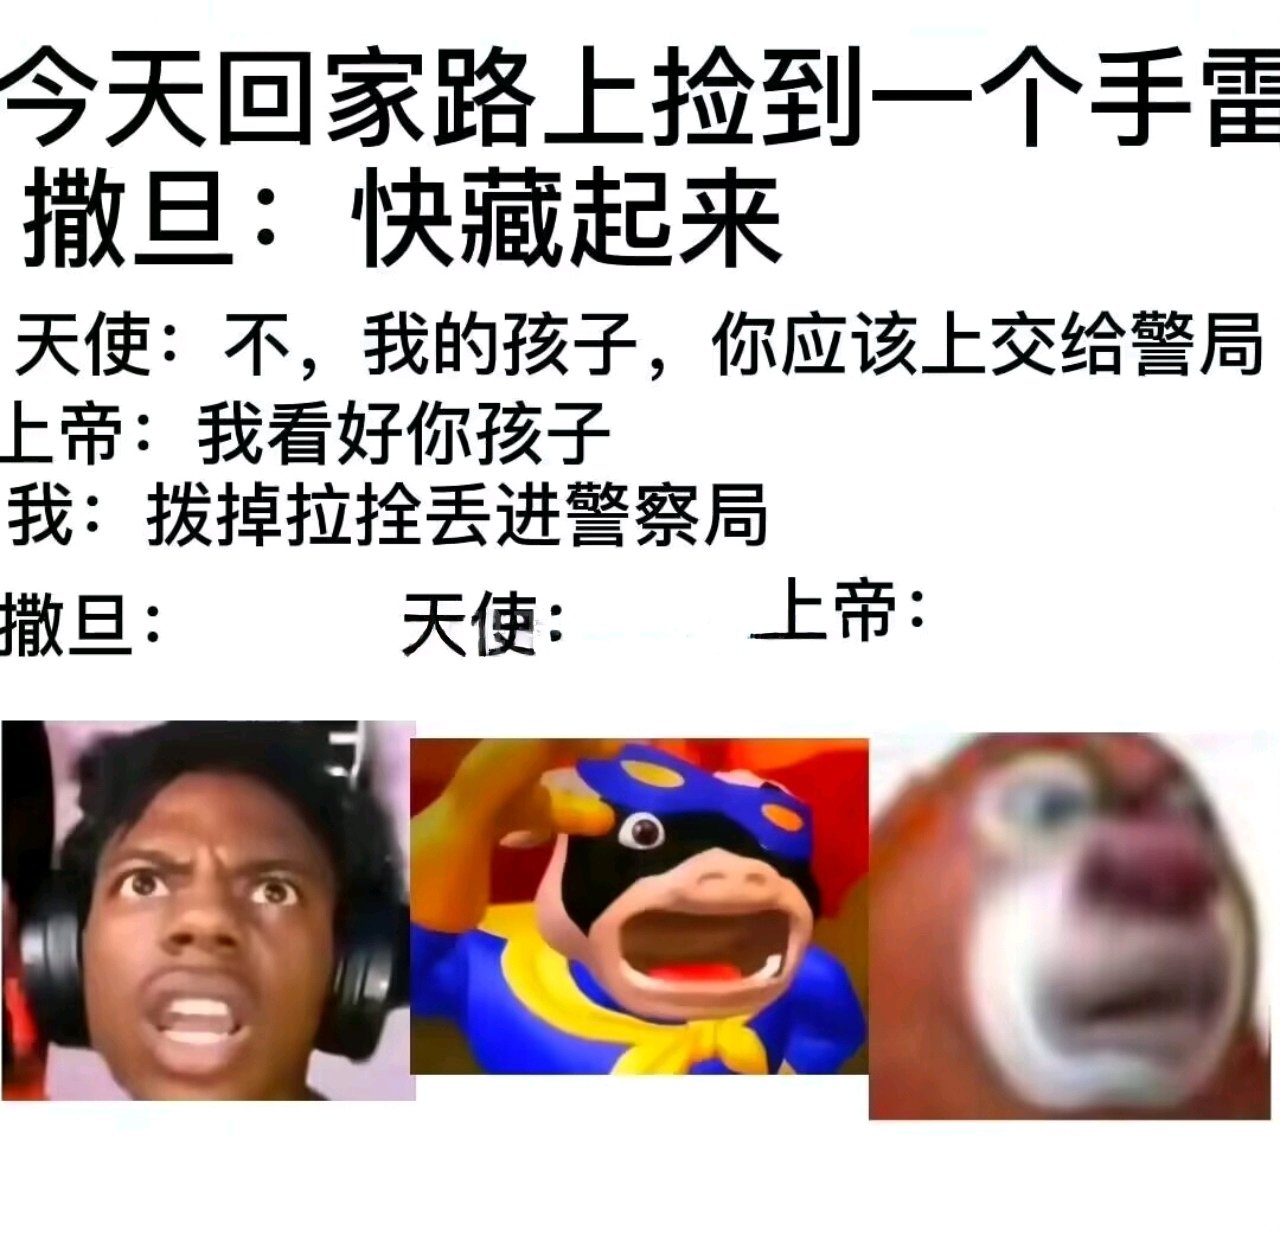 今天回家路上捡到一个手雷
撒旦：快藏起来
天使：不，我的孩子，你应该上交给警局
上帝：我看好你孩子
我：拨掉拉拴丢进警察局
撒旦： 天使： 上帝：